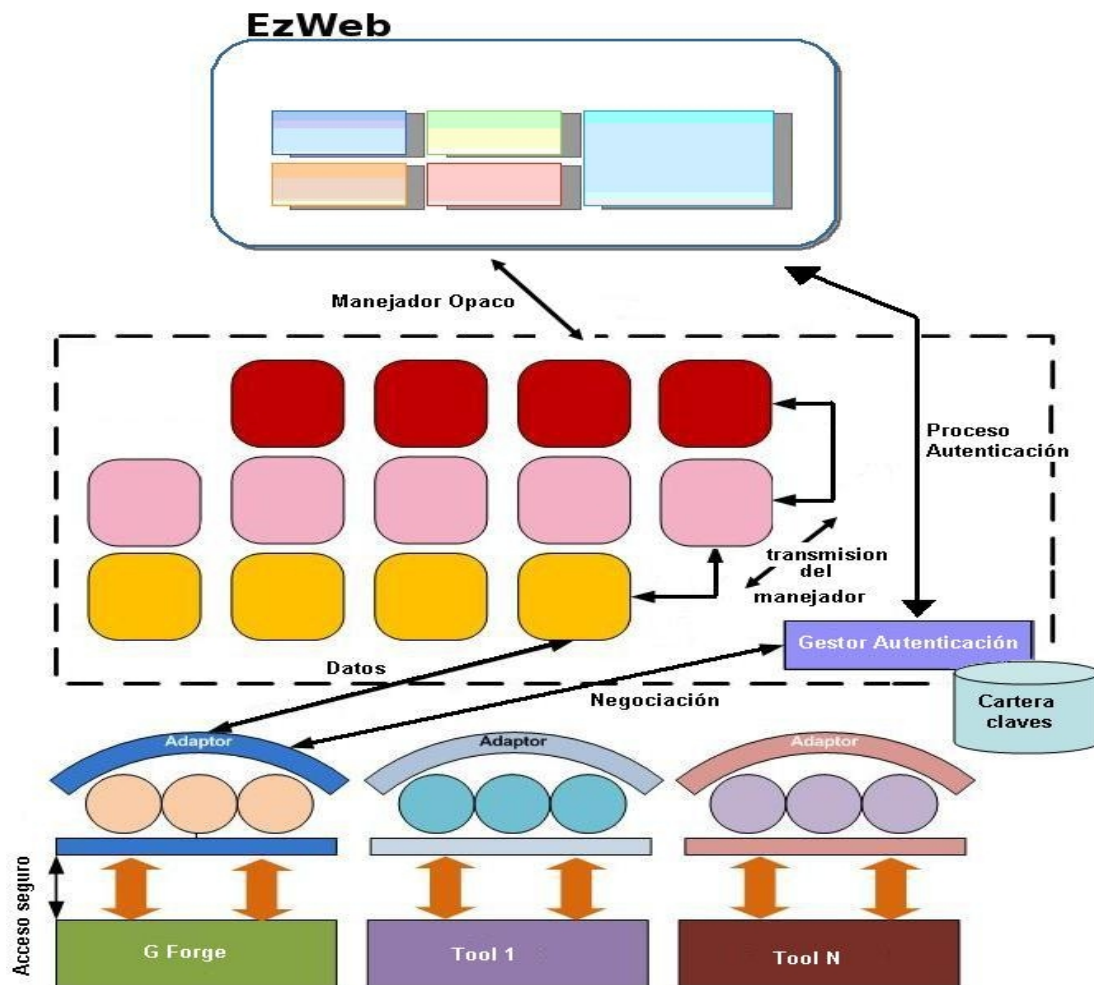 EzWeb
Manejador Opaco
Proceso
Autenticación
transmision
del
manejador
Gestor Autenticación
Datos
Negociación
Cartera
claves
Adaptor
Adaptor
Adaptor
Acceso seguro
G Forge
Tool 1
Tool N